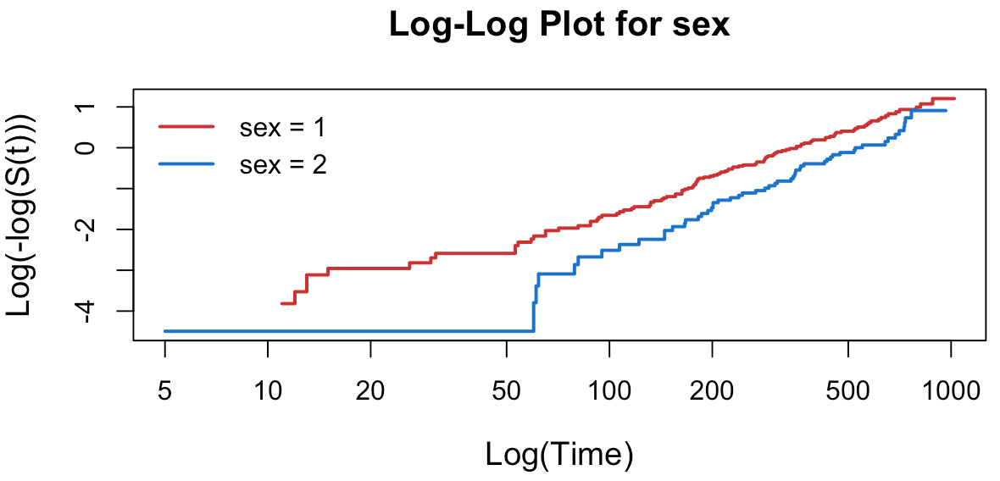 Log-Log Plot for sex
Log(-log(S(t)))
1
0
-2
-4
sex = 1
sex = 2
5 10 20 50 100 200 500 1000
Log(Time)